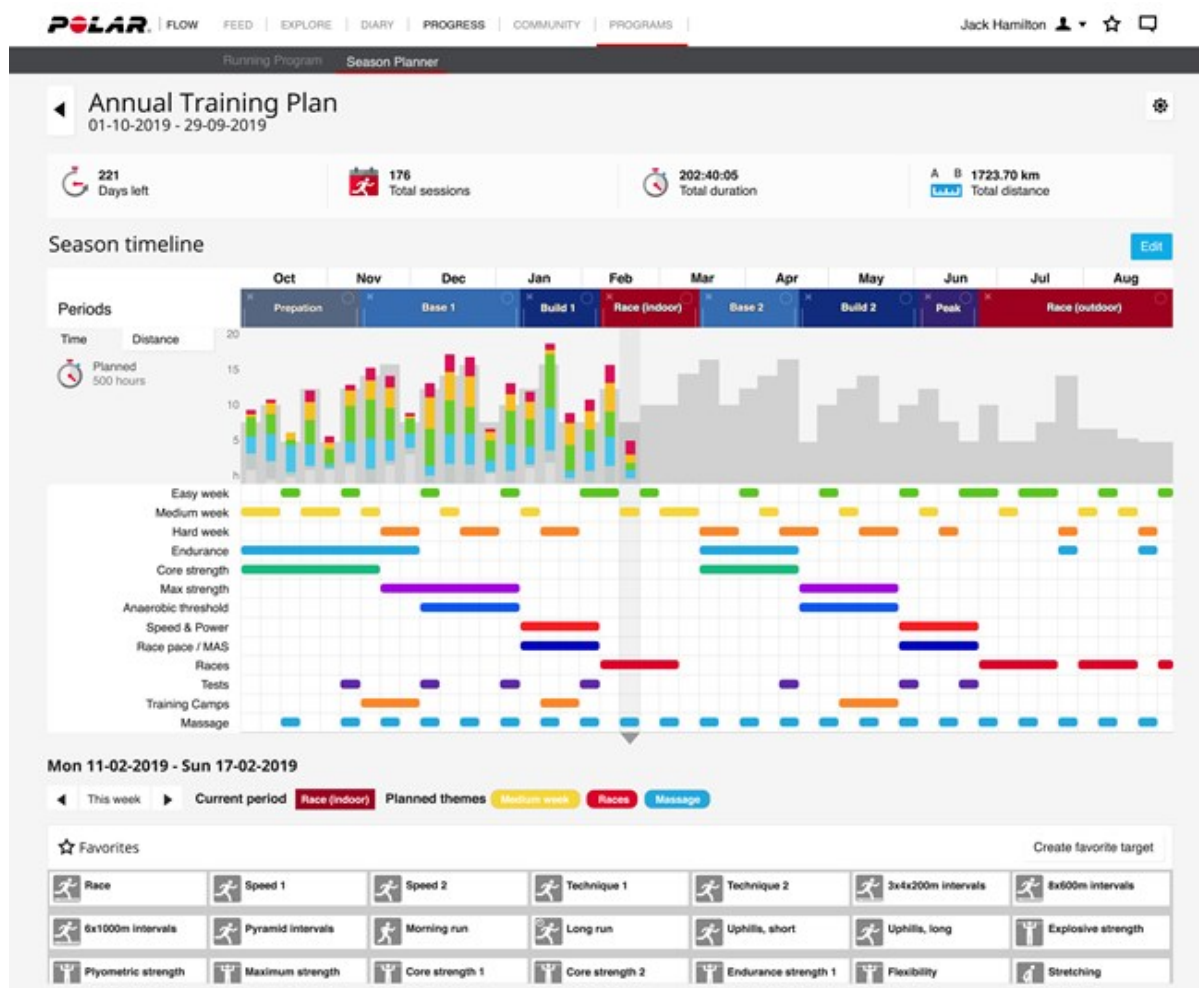 POLAR. FLOW FEED EXPLORE DIARY PROGRESS COMMUNITY PROGRAMS Jack Hamilton
Running Program Season Planner
Annual Training Plan
01-10-2019 - 29-09-2019
221 Days left
176 Total sessions
202:40:05 Total duration
A B 1723.70 km Total distance
Season timeline Edit
Oct Nov Dec Jan Feb Mar Apr May Jun Jul Aug
Periods Prepation Base 1 Build 1 Race (indoor) Base 2 Build 2 Peak Race (outdoor)
Time Distance
Planned
500 hours
20
15
10
5
h
Easy week
Medium week
Hard week
Endurance
Core strength
Max strength
Anaerobic threshold
Speed & Power
Race pace / MAS
Races
Tests
Training Camps
Massage
Mon 11-02-2019 - Sun 17-02-2019
This week Current period Race (indoor) Planned themes Medium week Races Massage
Favorites Create favorite target
Race Speed 1 Speed 2 Technique 1 Technique 2 3x4x200m intervals 8x600m intervals
6x1000m intervals Pyramid intervals Morning run Long run Uphills, short Uphills, long Explosive strength
Plyometric strength Maximum strength Core strength 1 Core strength 2 Endurance strength 1 Flexibility Stretching